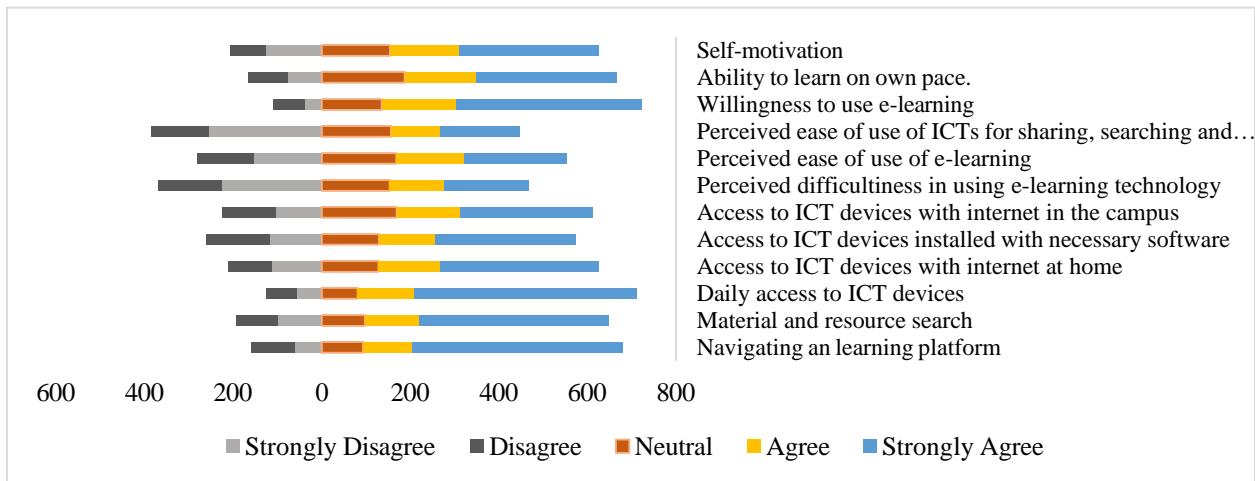 Self-motivation
Ability to learn on own pace.
Willingness to use e-learning
Perceived ease of use of ICTs for sharing, searching and…
Perceived ease of use of e-learning
Perceived difficultiness in using e-learning technology
Access to ICT devices with internet in the campus
Access to ICT devices installed with necessary software
Access to ICT devices with internet at home
Daily access to ICT devices
Material and resource search
Navigating an learning platform
600 400 200 0 200 400 600 800
Strongly Disagree Disagree Neutral Agree Strongly Agree